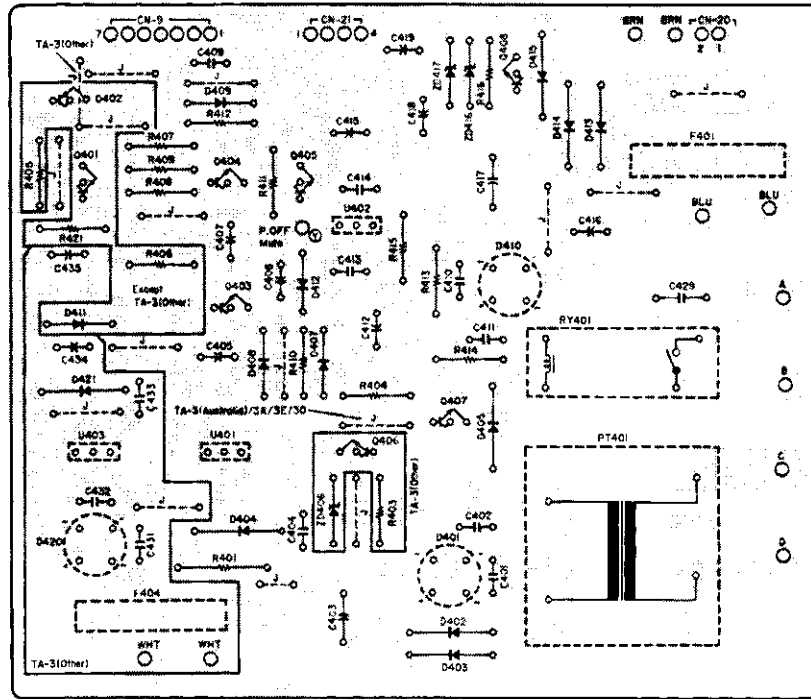 CN-9
7 1
CN-21
1 4
BRN BRN CN-20
2 1
TA-3(Other)
J
C409
C419
ZD417
ZD416
R416
Q408
D415
J
D402
J
D409
R412
C418
D414
D413
J
J
R407
C415
F401
R405
J
Q401
R409
Q404
R411
Q405
R408
C414
C417
J
J
BLU BLU
J
P.OFF
Mute
U402
R421
C407
C416
C435
R406
C406
D412
C413
R415
R413
C410
D410
Except
TA-3(Other)
Q403
C429
A
D411
C412
C411
RY401
C434
J
C405
D408
J
R410
D407
R414
D421
C433
R404
B
J
TA-3(Australia)/3A/3E/30
J
Q407
D405
U403
U401
Q406
PT401
TA-3(Other)
C432
J
ZD406
J
R403
C
D4201
C431
D404
C404
C402
D401
D
R401
J
C401
F404
C403
D402
WHT WHT
D403
TA-3(Other)